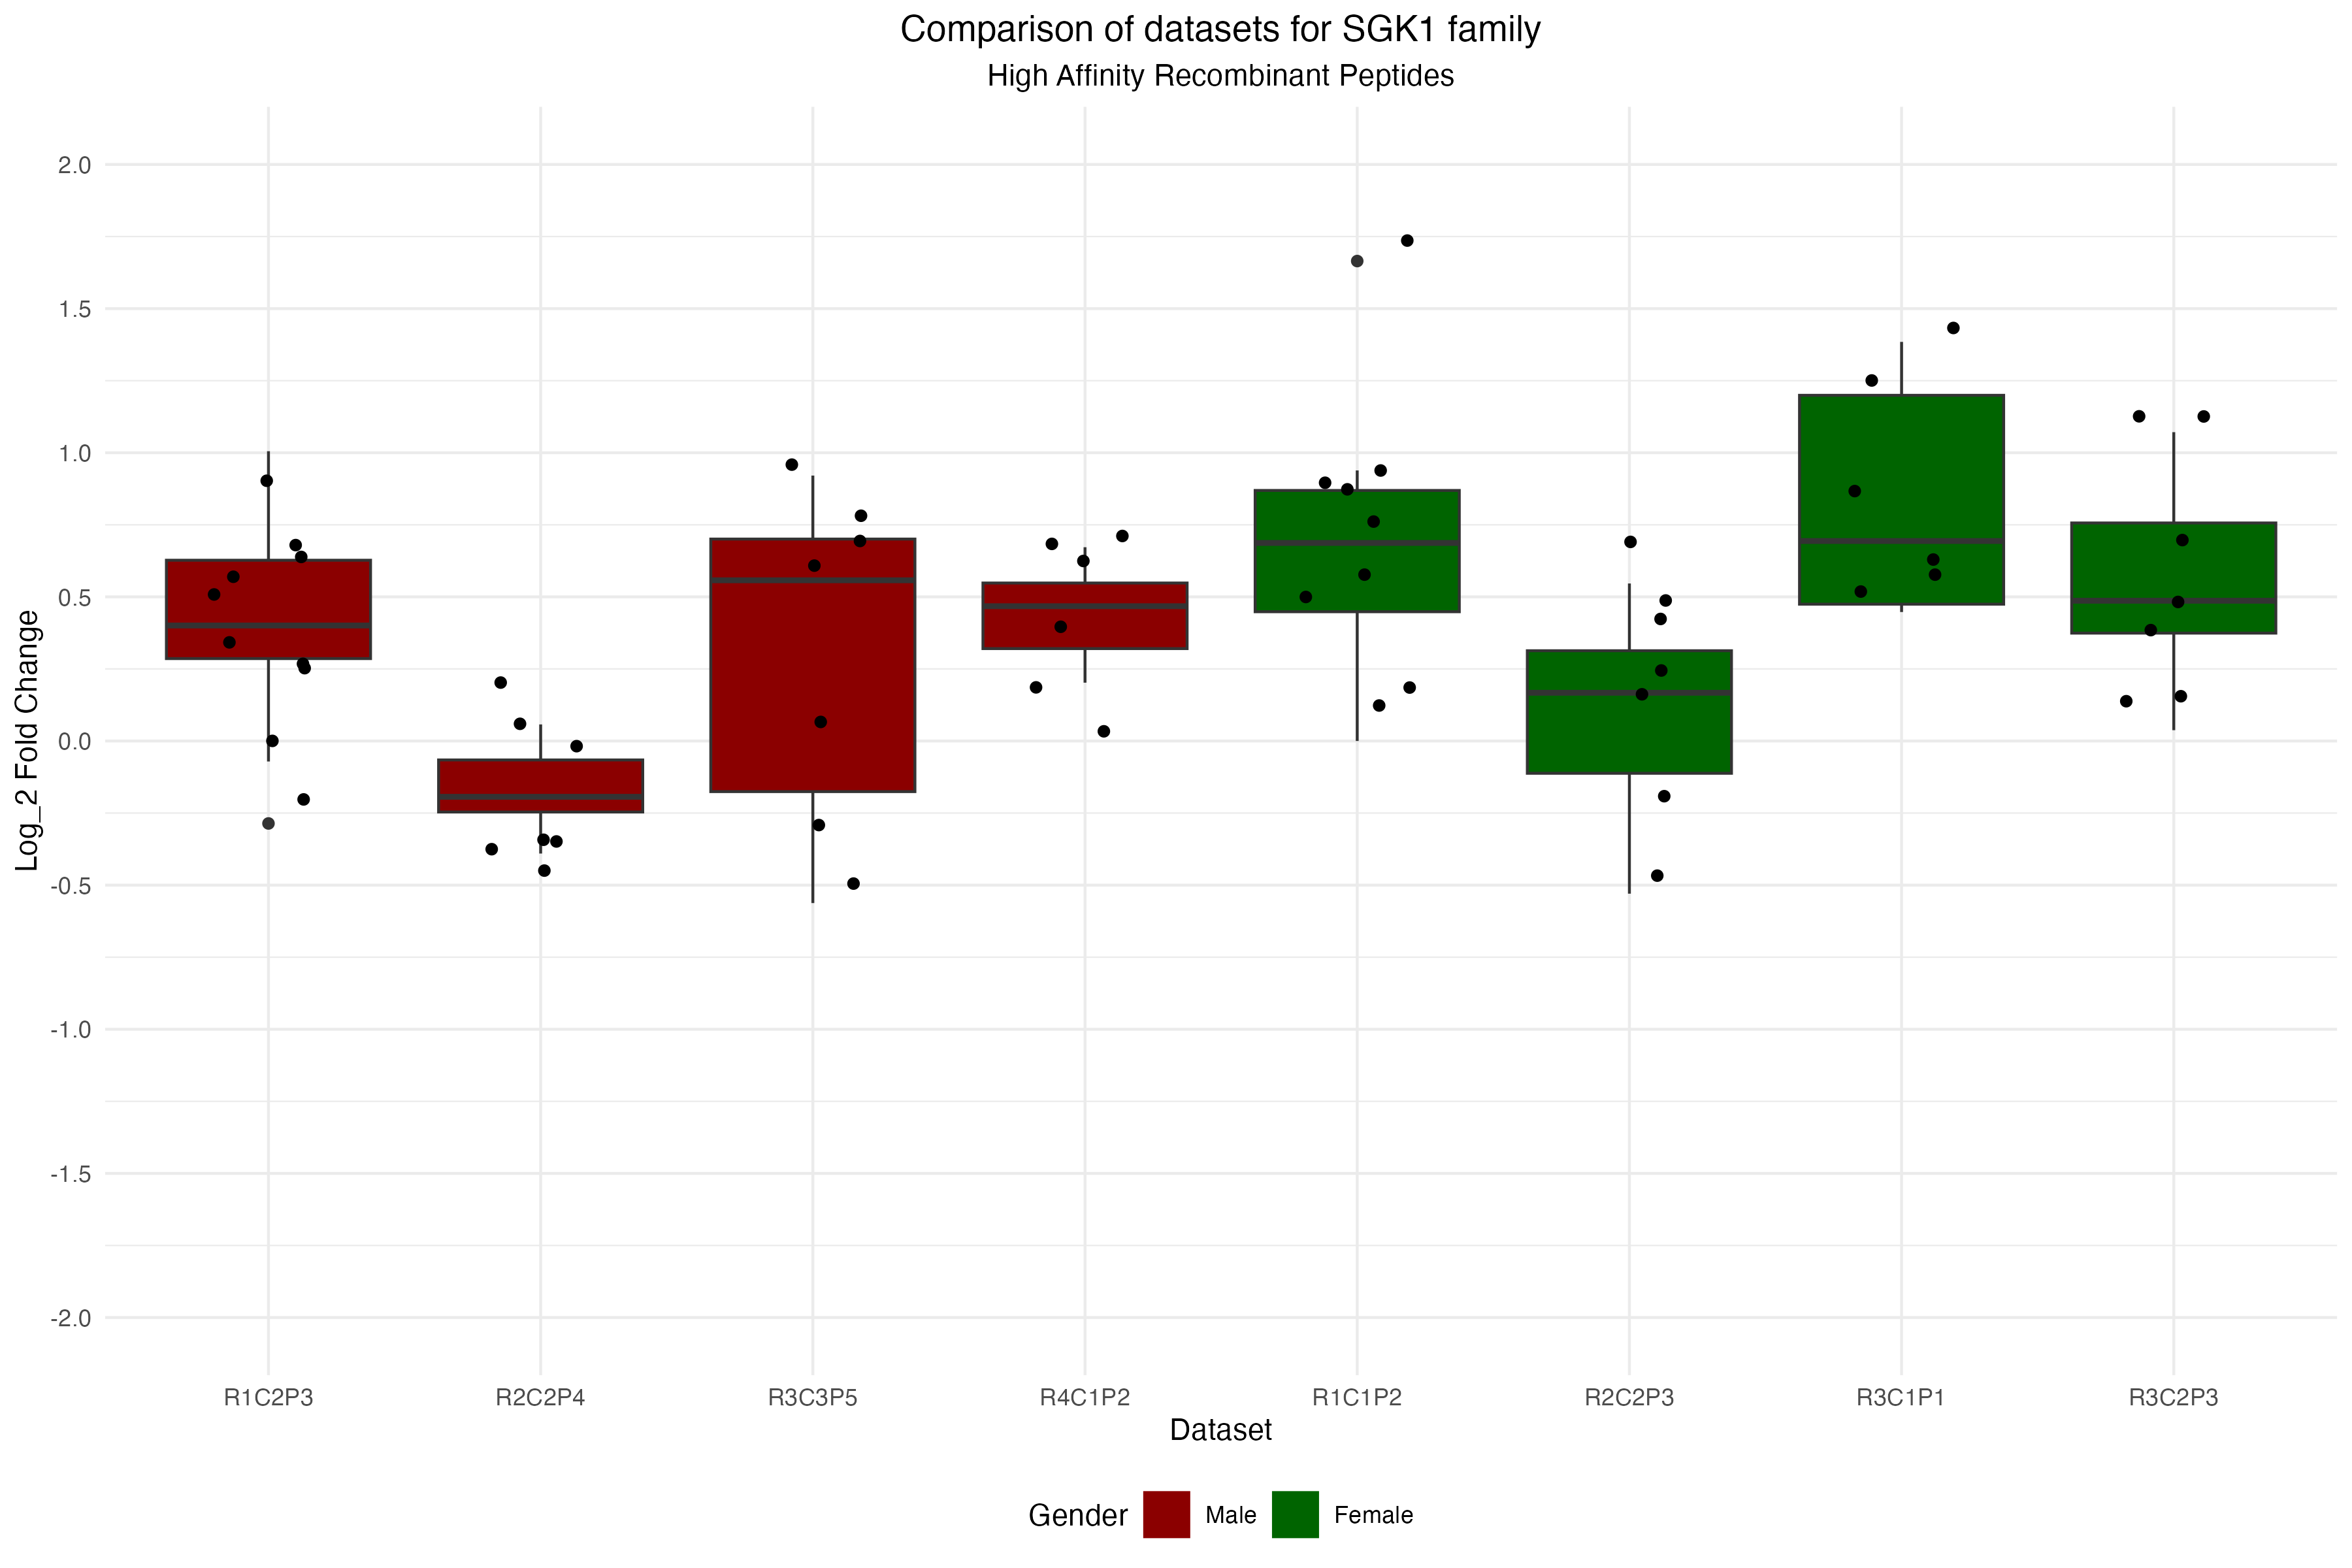 Comparison of datasets for SGK1 family
High Affinity Recombinant Peptides
Log_2 Fold Change
2.0
1.5
1.0
0.5
0.0
-0.5
-1.0
-1.5
-2.0
R1C2P3 R2C2P4 R3C3P5 R4C1P2 R1C1P2 R2C2P3 R3C1P1 R3C2P3
Dataset
Gender Male Female